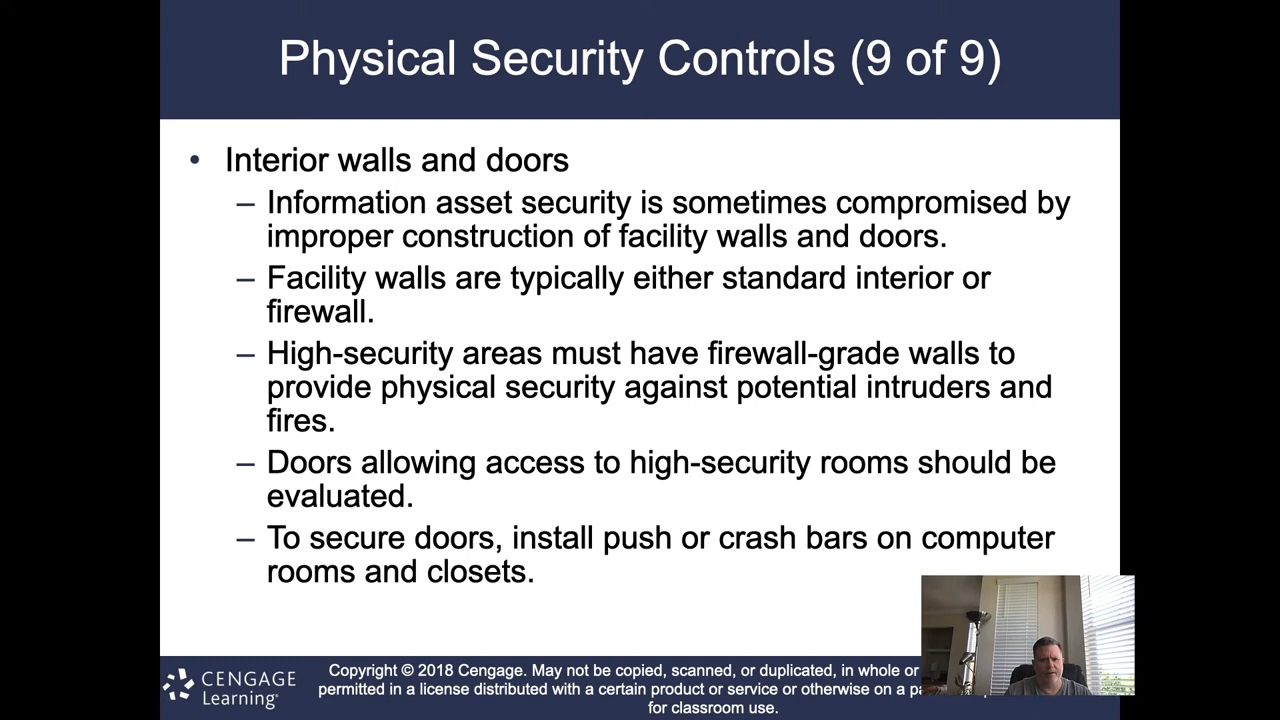 Physical Security Controls (9 of 9)
• Interior walls and doors
– Information asset security is sometimes compromised by
improper construction of facility walls and doors.
– Facility walls are typically either standard interior or
firewall.
– High-security areas must have firewall-grade walls to
provide physical security against potential intruders and
fires.
– Doors allowing access to high-security rooms should be
evaluated.
– To secure doors, install push or crash bars on computer
rooms and closets.
CENGAGE
Learning®
Copyright © 2018 Cengage. May not be copied, scanned, or duplicated, in whole or
permitted in a license distributed with a certain product or service or otherwise on a
for classroom use.